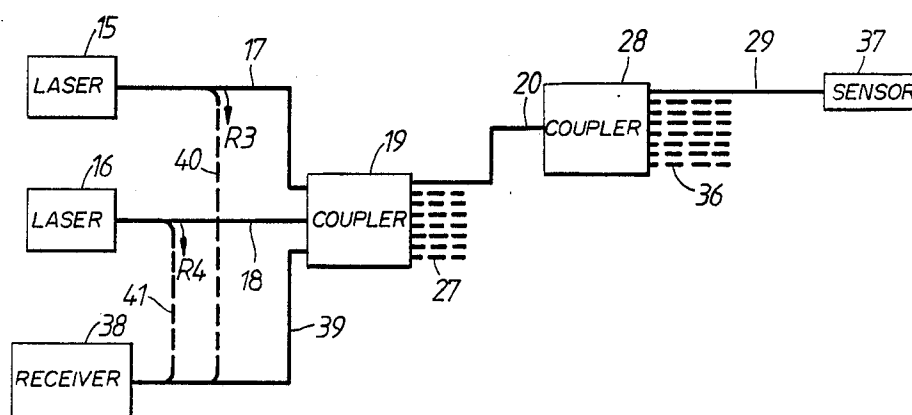 15
LASER
17
R3
40
16
LASER
18
R4
41
38
RECEIVER
39
19
COUPLER
27
20
28
COUPLER
36
29
37
SENSOR